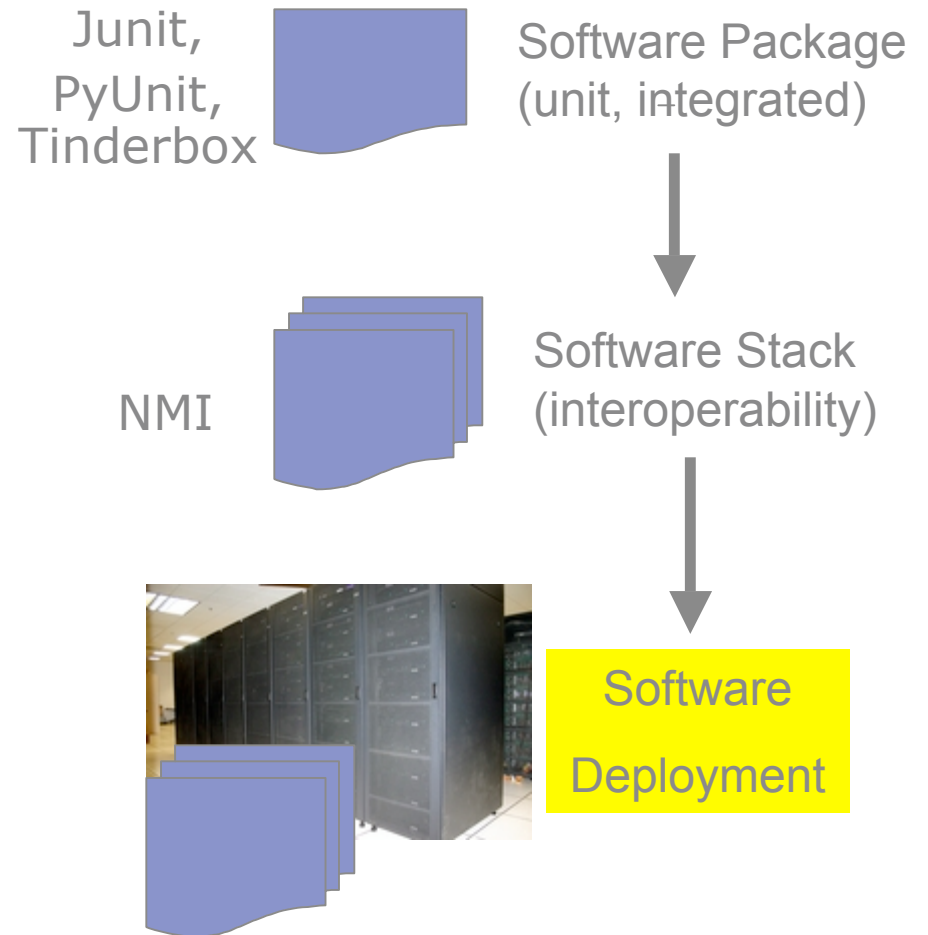 Junit,
PyUnit,
Tinderbox
Software Package
(unit, integrated)
NMI
Software Stack
(interoperability)
Software
Deployment